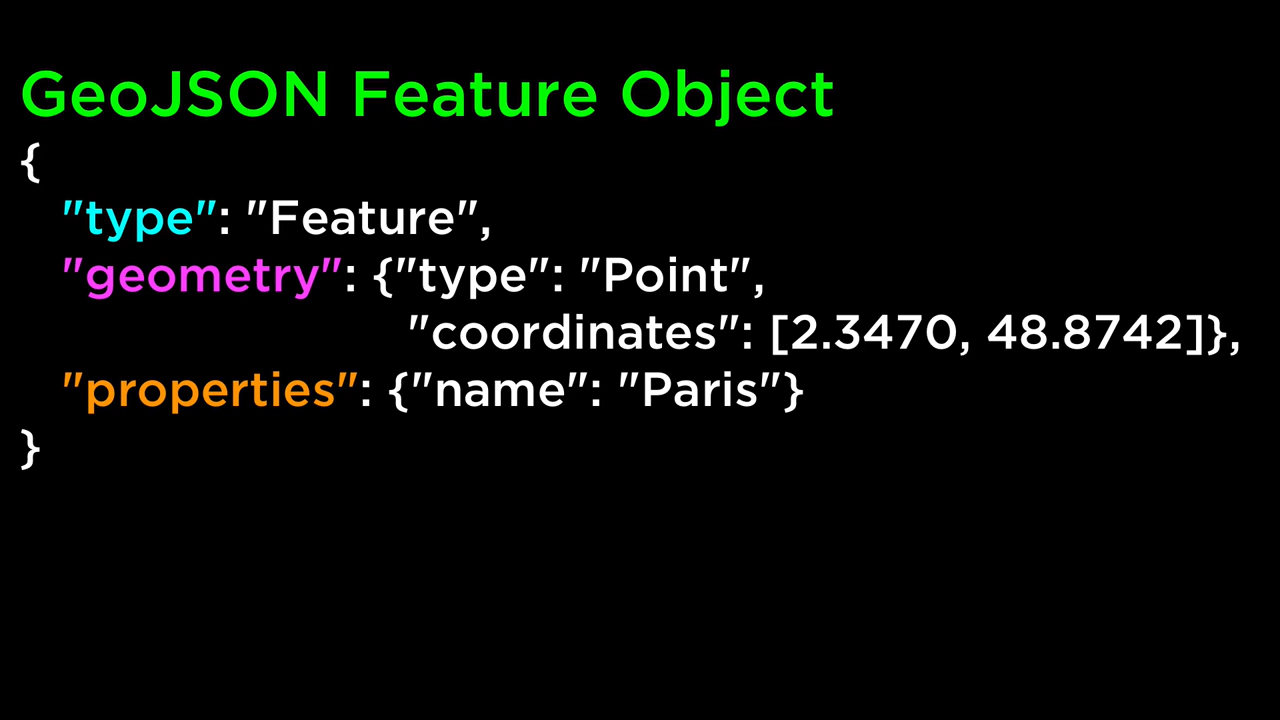 GeoJSON Feature Object
{
"type": "Feature",
"geometry": {"type": "Point",
"coordinates": [2.3470, 48.8742]},
"properties": {"name": "Paris"}
}